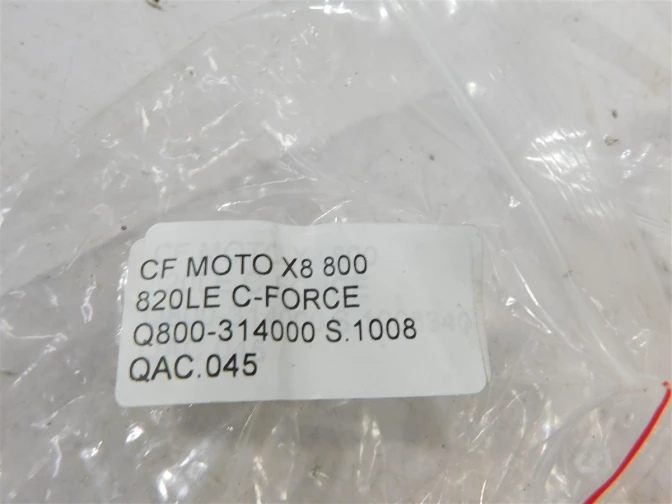 CF MOTO X8 800
820LE C-FORCE
Q800-314000 S.1008
QAC.045